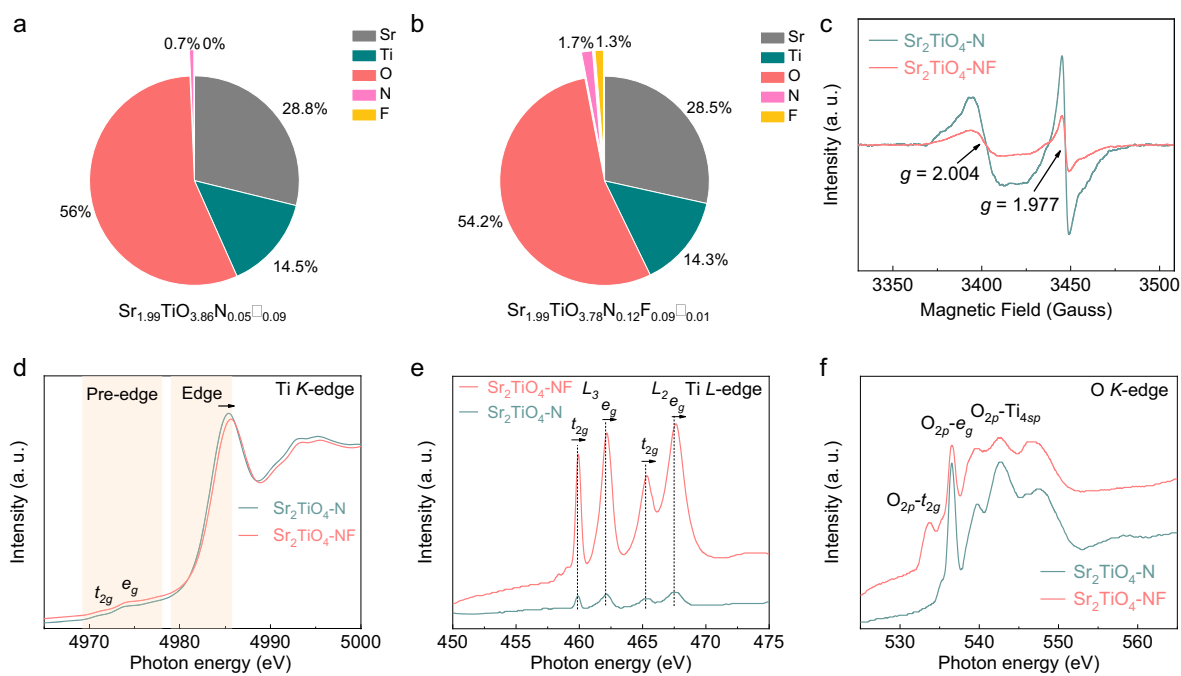 a
0.7%
0%
Sr
Ti
O
N
F
28.8%
56%
14.5%
Sr1.99TiO3.86N0.05□0.09
b
1.7%
1.3%
Sr
Ti
O
N
F
28.5%
54.2%
14.3%
Sr1.99TiO3.78N0.12F0.09□0.01
c
Sr2TiO4-N
Sr2TiO4-NF
g = 2.004
g = 1.977
Intensity (a. u.)
3350
3400
3450
3500
Magnetic Field (Gauss)
d
Ti K-edge
Pre-edge
Edge
Sr2TiO4-N
Sr2TiO4-NF
t2g
eg
Intensity (a. u.)
4970
4980
4990
5000
Photon energy (eV)
e
Sr2TiO4-NF
Sr2TiO4-N
Ti L-edge
L3
L2
t2g
eg
t2g
eg
Intensity (a. u.)
450
455
460
465
470
475
Photon energy (eV)
f
O K-edge
O2p-t2g
O2p-eg
O2p-Ti4sp
Sr2TiO4-N
Sr2TiO4-NF
Intensity (a. u.)
530
540
550
560
Photon energy (eV)